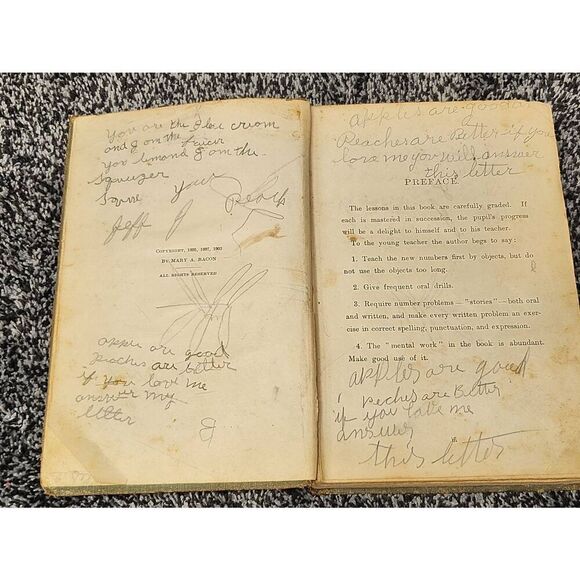 You are the Ice cream
and I am the
You lemond I am the
Squeuzer
Your
Jeff J
COPYRIGHT, 1895, 1897, 1902
BY MARY A. BACON
ALL RIGHTS RESERVED
apple are good
Peaches are better
if you love me
answer my
letter
J
apples are good
Peaches are better if you
love me you will answer
this letter
PREFACE.
The lessons in this book are carefully graded. If
each is mastered in succession, the pupil's progress
will be a delight to himself and to his teacher.
To the young teacher the author begs to say:
1. Teach the new numbers first by objects, but do
not use the objects too long.
2. Give frequent oral drills.
3. Require number problems — "stories" — both oral
and written, and make every written problem an exer-
cise in correct spelling, punctuation, and expression.
4. The "mental work" in the book is abundant.
Make good use of it.
apples are good
Peches are Better
if you love me
answer
this letter